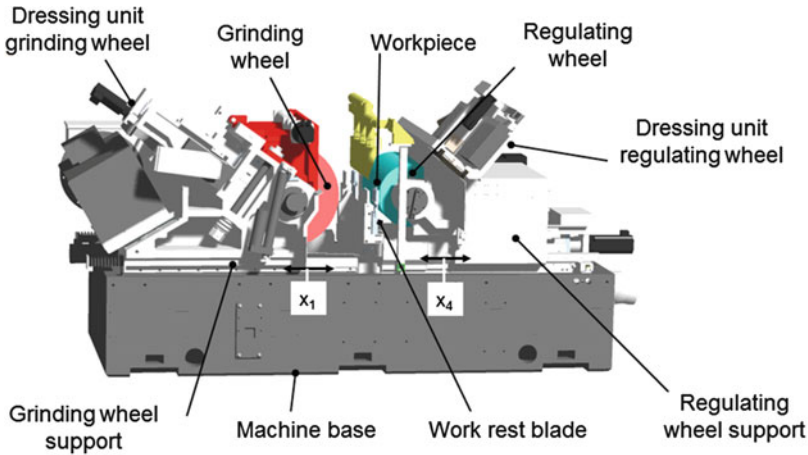 Dressing unit
grinding wheel
Grinding
wheel
Workpiece
Regulating
wheel
Dressing unit
regulating wheel
x₁
x₄
Grinding wheel
support
Machine base
Work rest blade
Regulating
wheel support